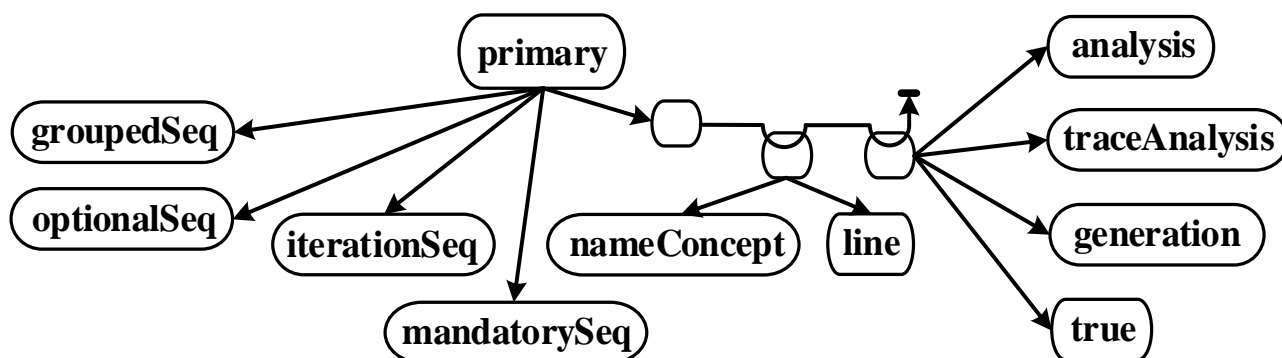 primary
analysis
groupedSeq
traceAnalysis
optionalSeq
iterationSeq
nameConcept
line
generation
mandatorySeq
true